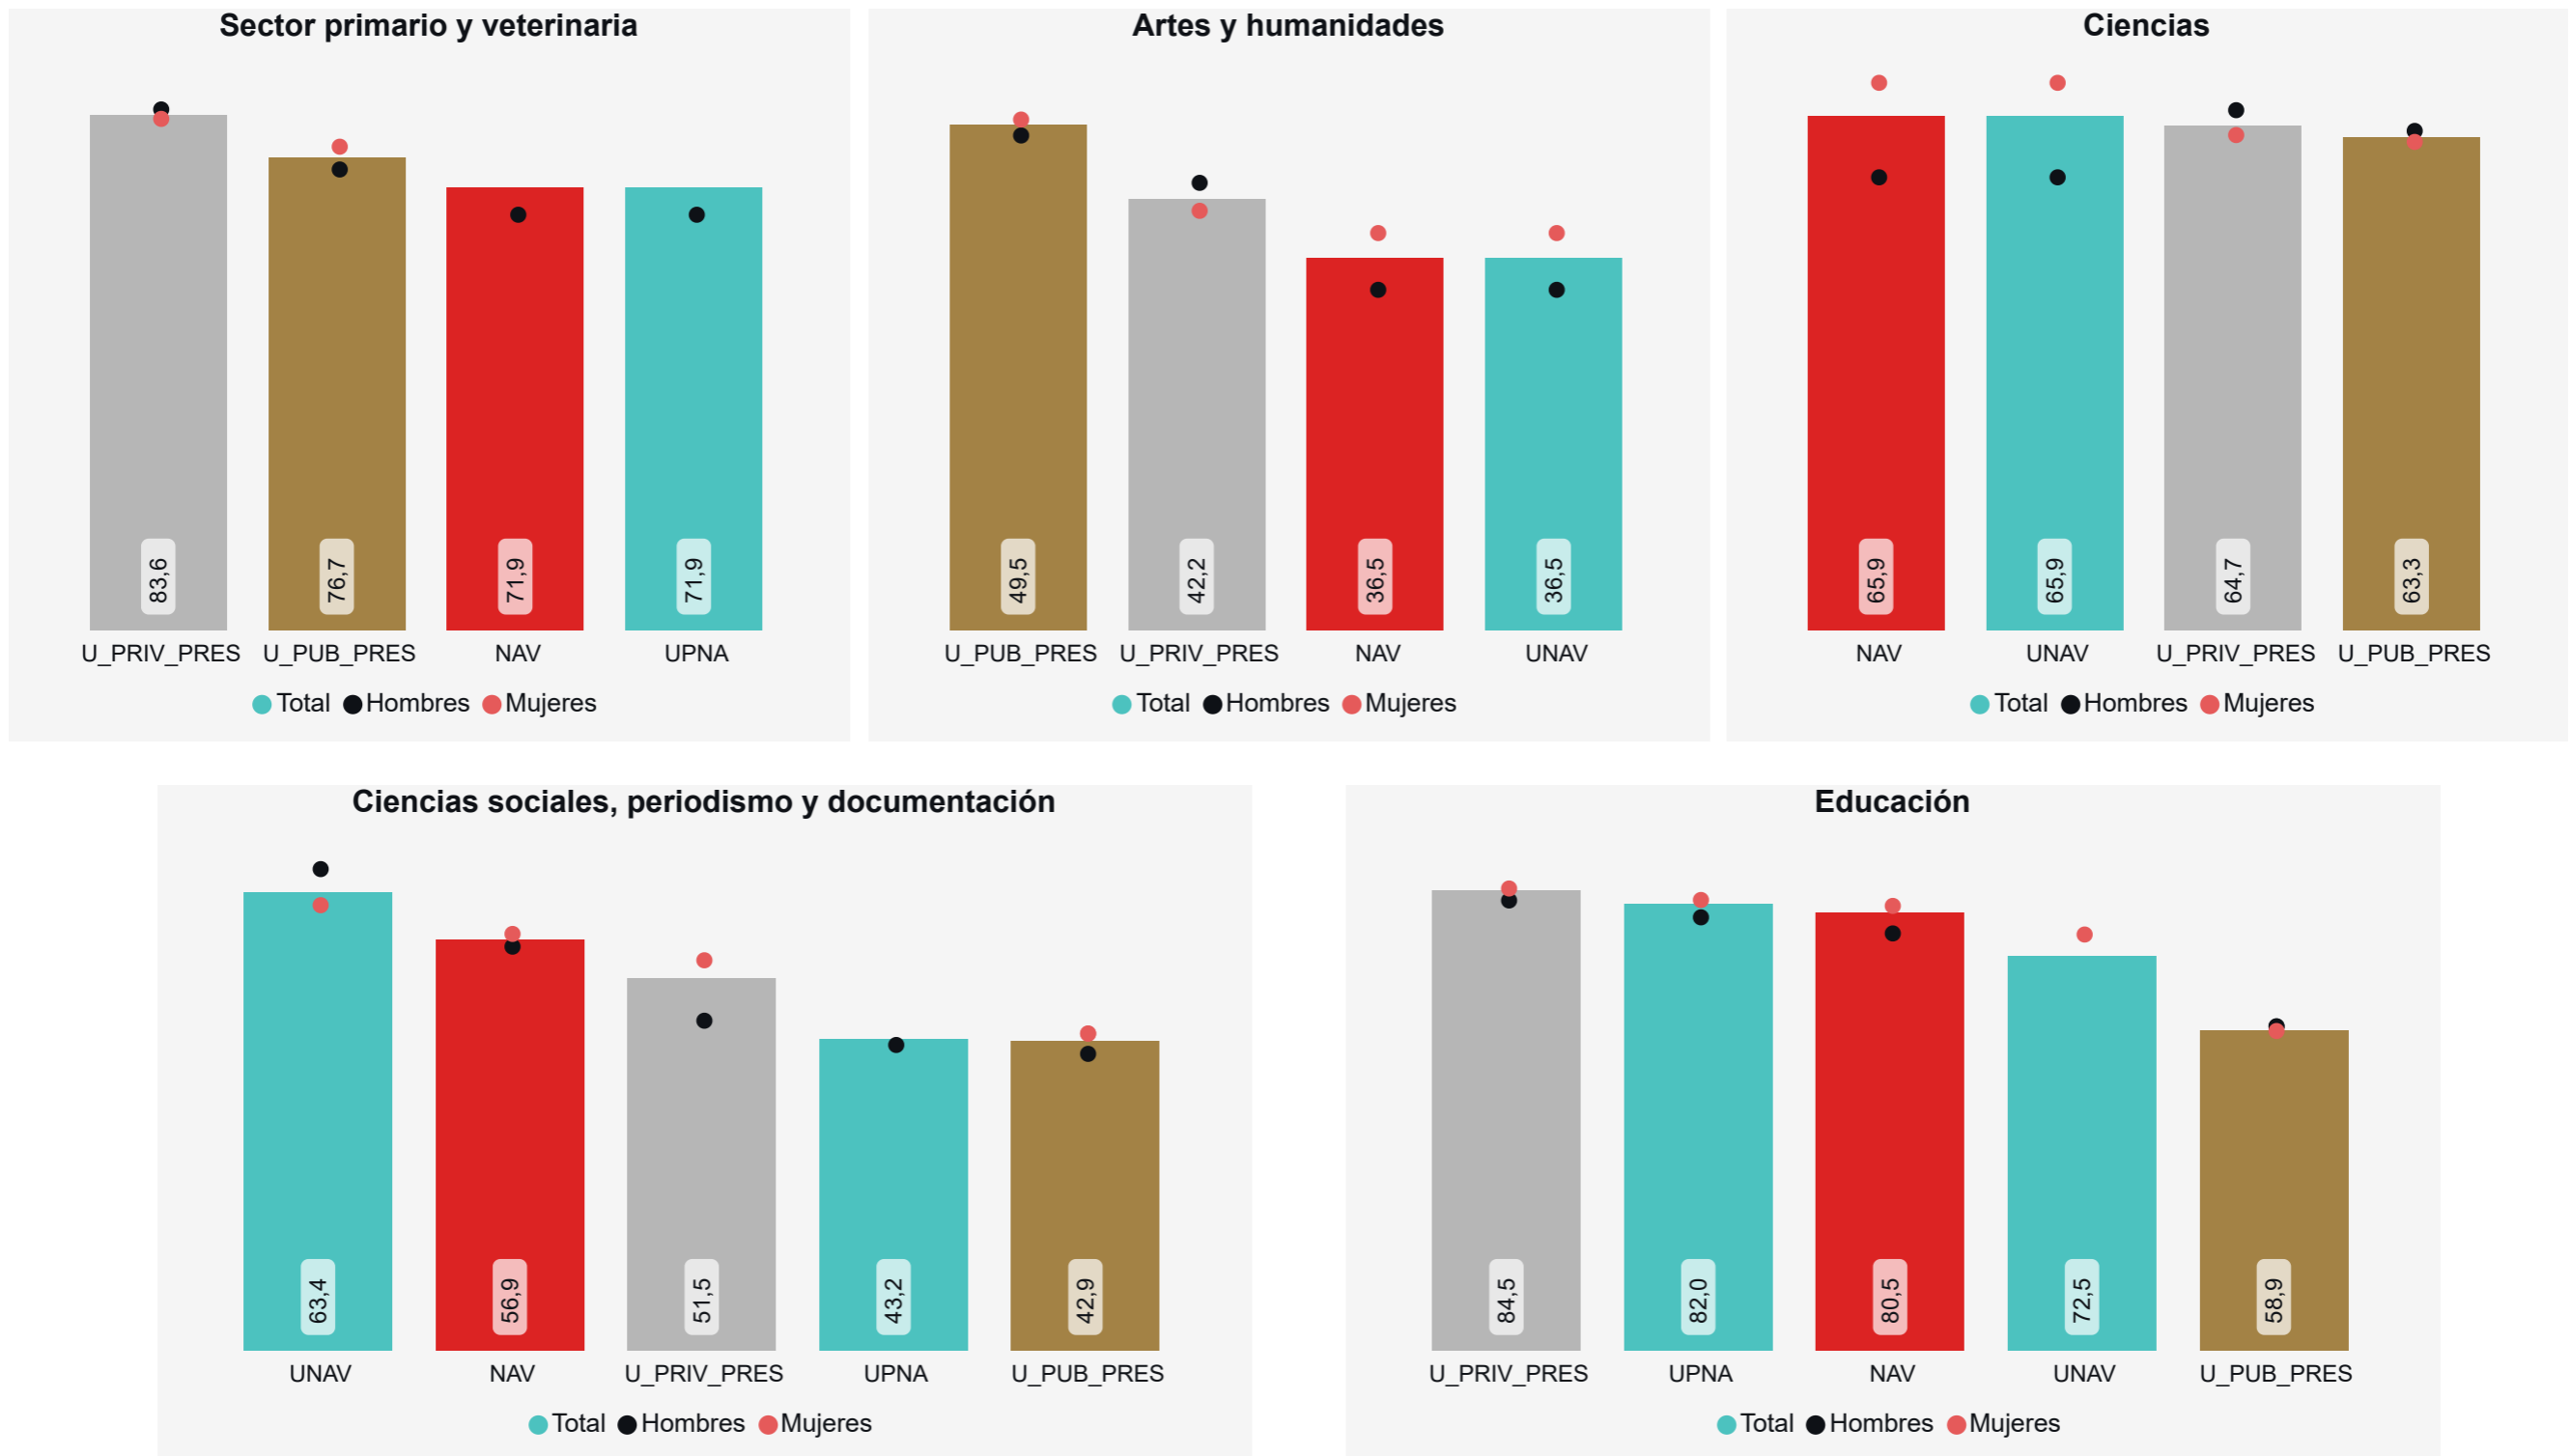 Sector primario y veterinaria
83,6
76,7
71,9
71,9
U_PRIV_PRES U_PUB_PRES NAV UPNA
Total Hombres Mujeres
Artes y humanidades
49,5
42,2
36,5
36,5
U_PUB_PRES U_PRIV_PRES NAV UNAV
Total Hombres Mujeres
Ciencias
65,9
65,9
64,7
63,3
NAV UNAV U_PRIV_PRES U_PUB_PRES
Total Hombres Mujeres
Ciencias sociales, periodismo y documentación
63,4
56,9
51,5
43,2
42,9
UNAV NAV U_PRIV_PRES UPNA U_PUB_PRES
Total Hombres Mujeres
Educación
84,5
82,0
80,5
72,5
58,9
U_PRIV_PRES UPNA NAV UNAV U_PUB_PRES
Total Hombres Mujeres